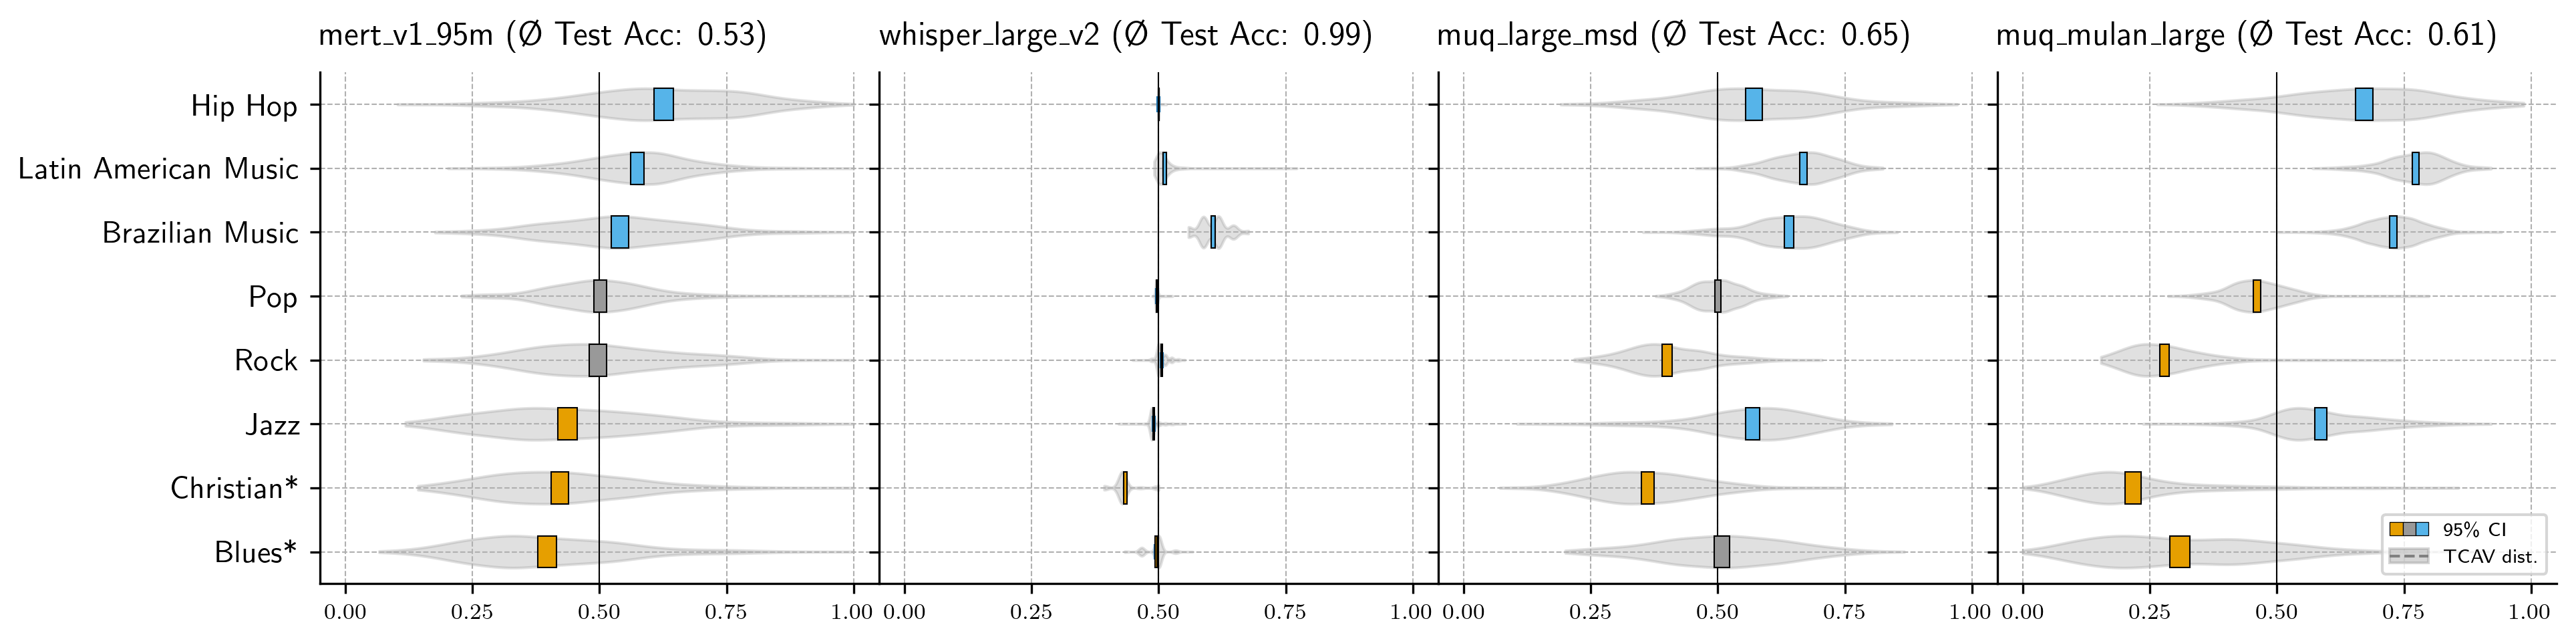 mert_v1_95m (Ø Test Acc: 0.53)
whisper_large_v2 (Ø Test Acc: 0.99)
muq_large_msd (Ø Test Acc: 0.65)
muq_mulan_large (Ø Test Acc: 0.61)
Hip Hop
Latin American Music
Brazilian Music
Pop
Rock
Jazz
Christian*
Blues*
95% CI
TCAV dist.
0.00 0.25 0.50 0.75 1.00
0.00 0.25 0.50 0.75 1.00
0.00 0.25 0.50 0.75 1.00
0.00 0.25 0.50 0.75 1.00